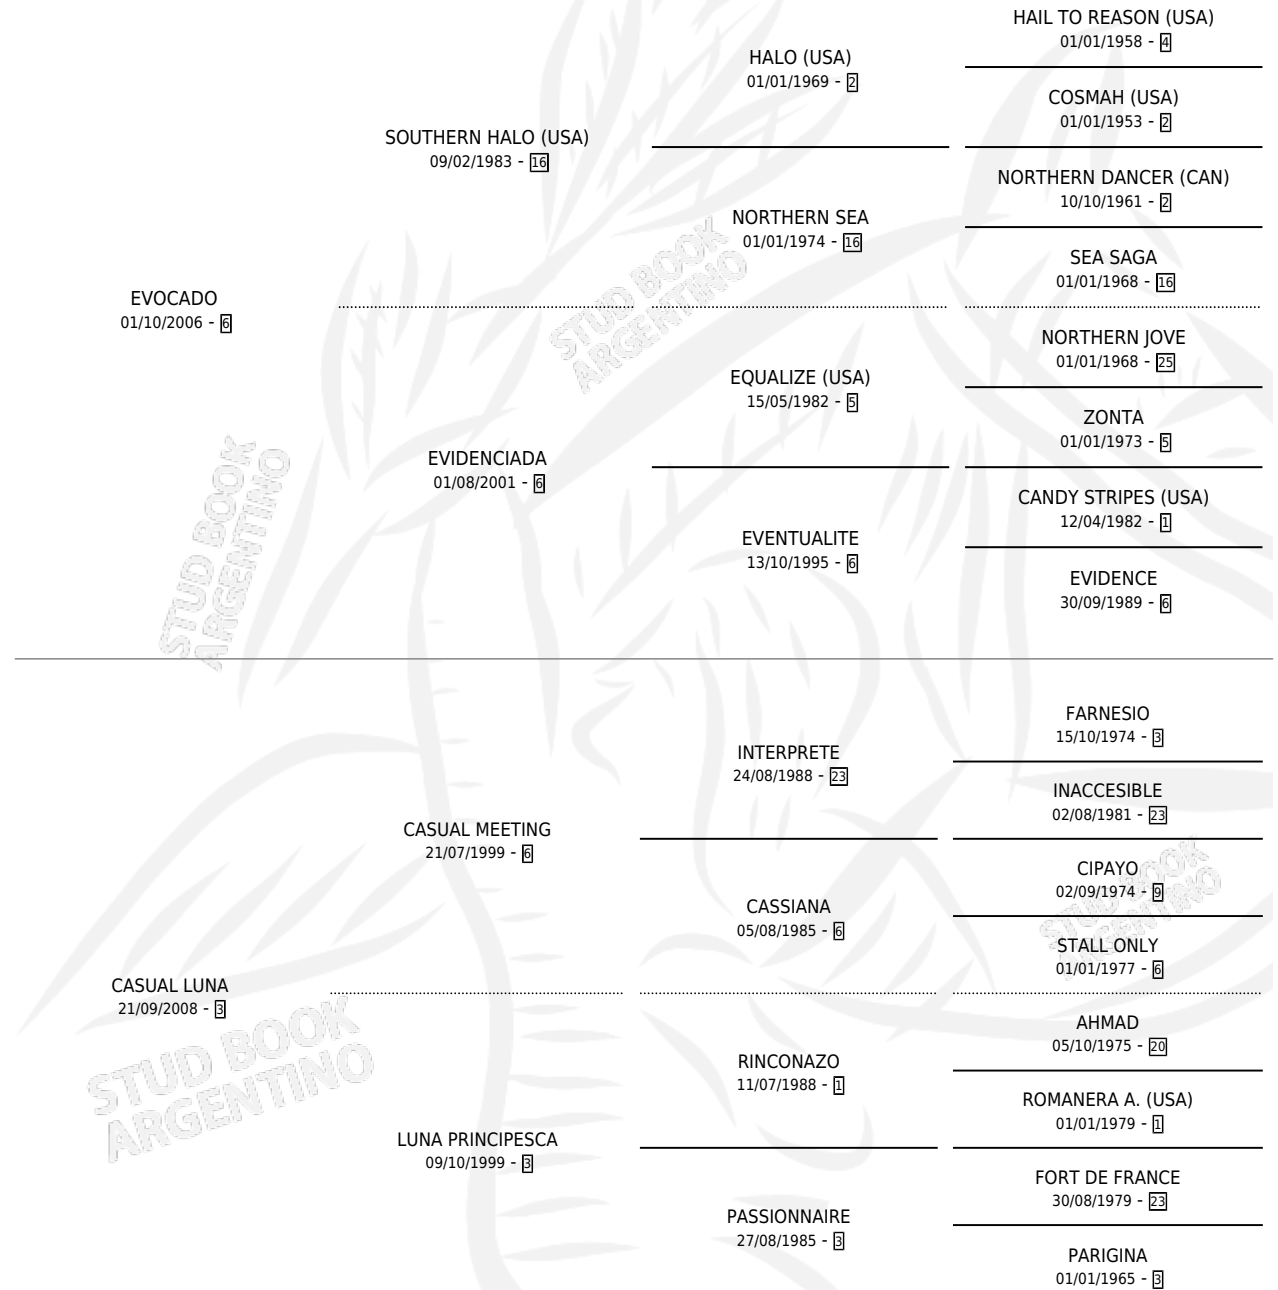 HAIL TO REASON (USA)
01/01/1958 - 4
HALO (USA)
01/01/1969 - 2
COSMAH (USA)
01/01/1953 - 2
SOUTHERN HALO (USA)
09/02/1983 - 16
NORTHERN DANCER (CAN)
10/10/1961 - 2
NORTHERN SEA
01/01/1974 - 16
SEA SAGA
01/01/1968 - 16
EVOCADO
01/10/2006 - 6
NORTHERN JOVE
01/01/1968 - 25
EQUALIZE (USA)
15/05/1982 - 5
ZONTA
01/01/1973 - 5
EVIDENCIADA
01/08/2001 - 6
CANDY STRIPES (USA)
12/04/1982 - 1
EVENTUALITE
13/10/1995 - 6
EVIDENCE
30/09/1989 - 6
FARNESIO
15/10/1974 - 3
INTERPRETE
24/08/1988 - 23
INACCESIBLE
02/08/1981 - 23
CASUAL MEETING
21/07/1999 - 6
CIPAYO
02/09/1974 - 9
CASSIANA
05/08/1985 - 6
STALL ONLY
01/01/1977 - 6
CASUAL LUNA
21/09/2008 - 3
AHMAD
05/10/1975 - 20
RINCONAZO
11/07/1988 - 1
ROMANERA A. (USA)
01/01/1979 - 1
LUNA PRINCIPESCA
09/10/1999 - 3
FORT DE FRANCE
30/08/1979 - 23
PASSIONNAIRE
27/08/1985 - 3
PARIGINA
01/01/1965 - 3
STUD BOOK
ARGENTINO
STUD BOOK
ARGENTINO
STUD BOOK
ARGENTINO
STUD BOOK
ARGENTINO